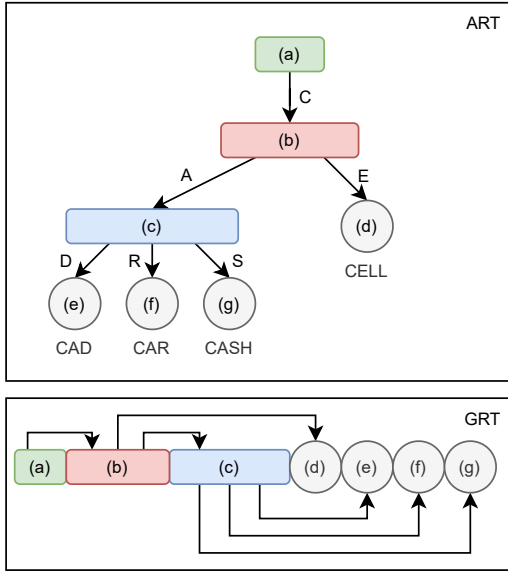 ART
(a)
C
(b)
A
E
(c)
(d)
D
R
S
CELL
(e)
(f)
(g)
CAD
CAR
CASH
GRT
(a)
(b)
(c)
(d)
(e)
(f)
(g)